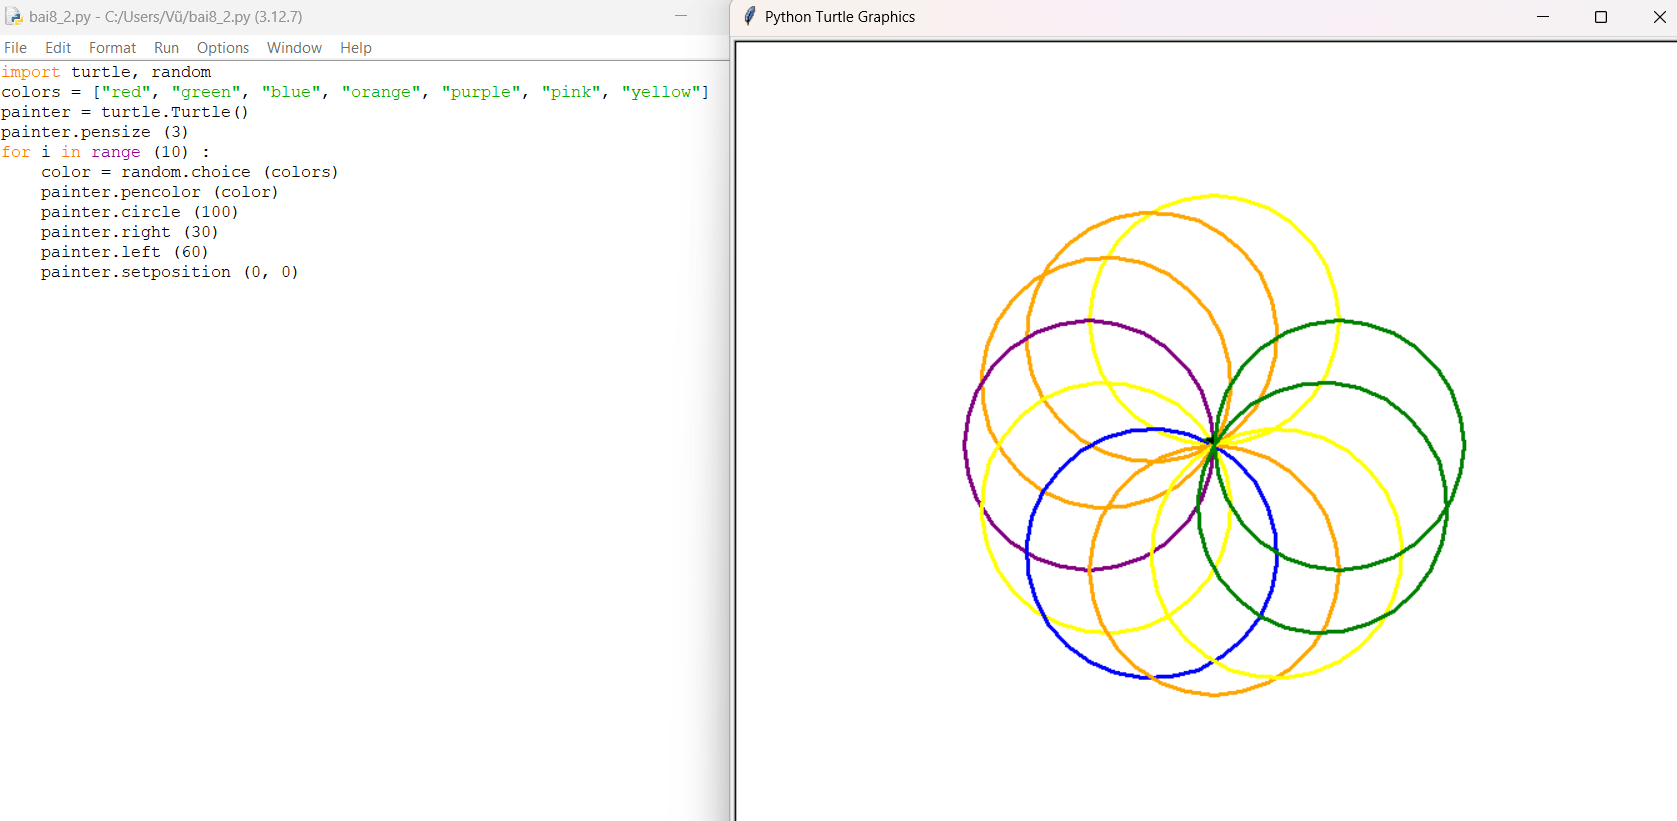 bai8_2.py - C:/Users/Vũ/bai8_2.py (3.12.7)
File Edit Format Run Options Window Help
import turtle, random
colors = ["red", "green", "blue", "orange", "purple", "pink", "yellow"]
painter = turtle.Turtle()
painter.pensize (3)
for i in range (10) :
    color = random.choice (colors)
    painter.pencolor (color)
    painter.circle (100)
    painter.right (30)
    painter.left (60)
    painter.setposition (0, 0)
Python Turtle Graphics